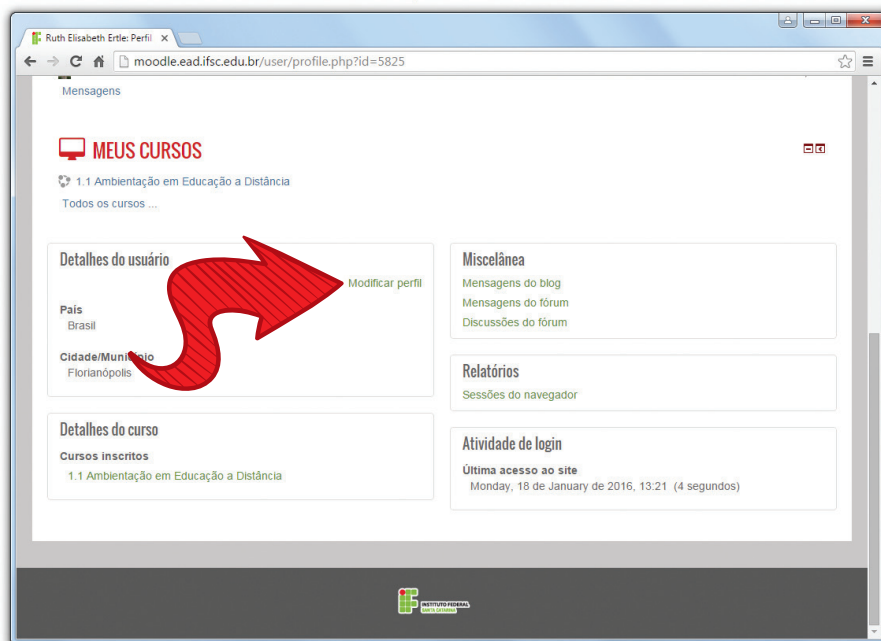 Ruth Elisabeth Ertle: Perfil
moodle.ead.ifsc.edu.br/user/profile.php?id=5825
Mensagens
MEUS CURSOS
1.1 Ambientação em Educação a Distância
Todos os cursos ...
Detalhes do usuário
Modificar perfil
País
Brasil
Cidade/Município
Florianópolis
Detalhes do curso
Cursos inscritos
1.1 Ambientação em Educação a Distância
Miscelânea
Mensagens do blog
Mensagens do fórum
Discussões do fórum
Relatórios
Sessões do navegador
Atividade de login
Última acesso ao site
Monday, 18 de January de 2016, 13:21 (4 segundos)
INSTITUTO FEDERAL
SANTA CATARINA